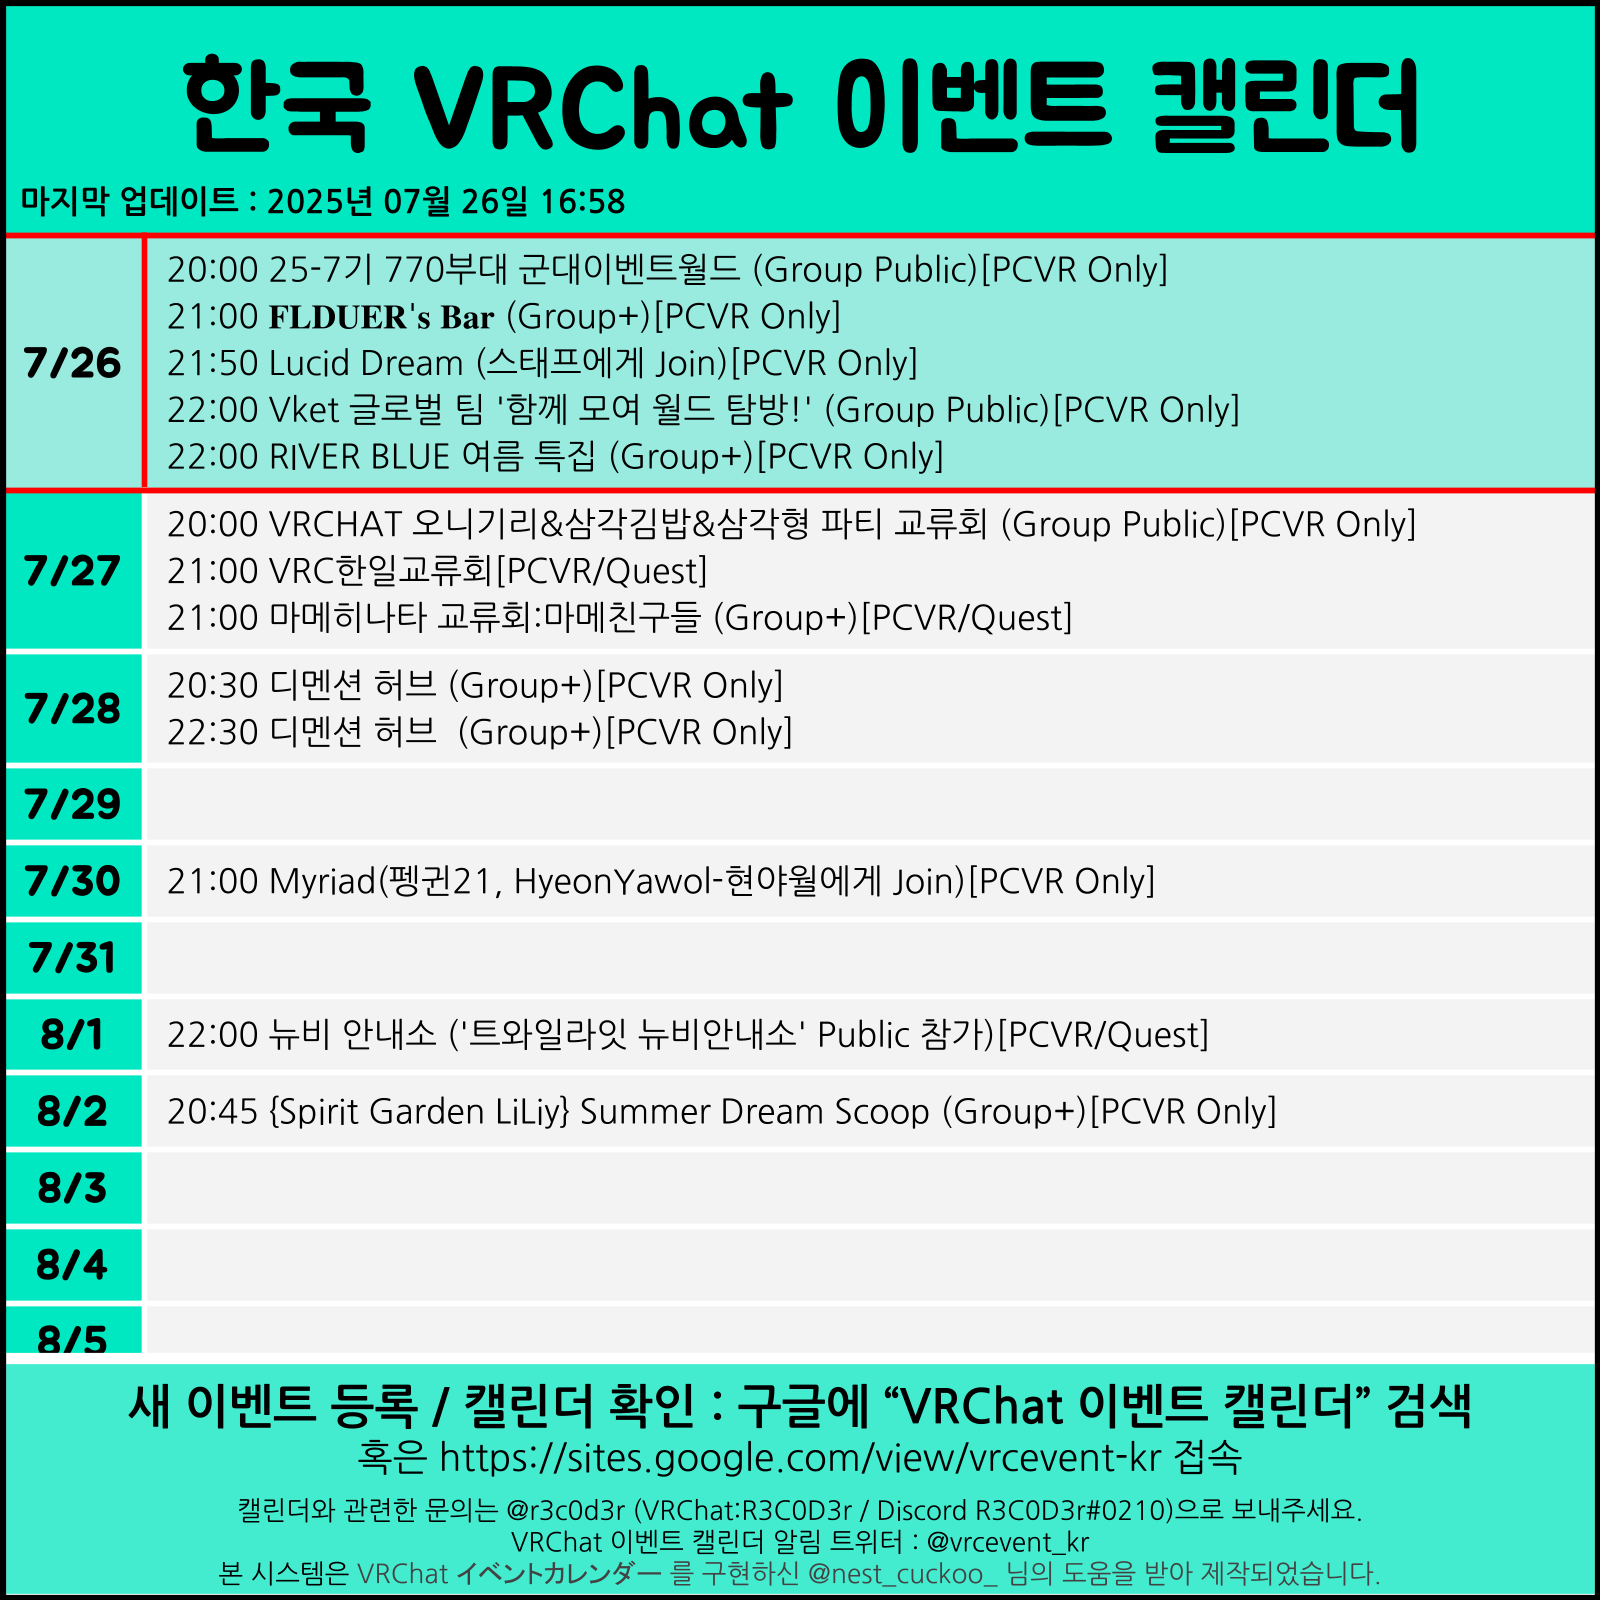 한국 VRChat 이벤트 캘린더
마지막 업데이트 : 2025년 07월 26일 16:58
7/26
20:00 25-7기 770부대 군대이벤트월드 (Group Public)[PCVR Only]
21:00 𝐅𝐋𝐃𝐔𝐄𝐑'𝐬 𝐁𝐚𝐫 (Group+)[PCVR Only]
21:50 Lucid Dream (스태프에게 Join)[PCVR Only]
22:00 Vket 글로벌 팀 '함께 모여 월드 탐방!' (Group Public)[PCVR Only]
22:00 RIVER BLUE 여름 특집 (Group+)[PCVR Only]
7/27
20:00 VRCHAT 오니기리&삼각김밥&삼각형 파티 교류회 (Group Public)[PCVR Only]
21:00 VRC한일교류회[PCVR/Quest]
21:00 마메히나타 교류회:마메친구들 (Group+)[PCVR/Quest]
7/28
20:30 디멘션 허브 (Group+)[PCVR Only]
22:30 디멘션 허브  (Group+)[PCVR Only]
7/29
7/30
21:00 Myriad(펭귄21, HyeonYawol-현야월에게 Join)[PCVR Only]
7/31
8/1
22:00 뉴비 안내소 ('트와일라잇 뉴비안내소' Public 참가)[PCVR/Quest]
8/2
20:45 {Spirit Garden LiLiy} Summer Dream Scoop (Group+)[PCVR Only]
8/3
8/4
8/5
새 이벤트 등록 / 캘린더 확인 : 구글에 “VRChat 이벤트 캘린더” 검색
혹은 https://sites.google.com/view/vrcevent-kr 접속
캘린더와 관련한 문의는 @r3c0d3r (VRChat:R3C0D3r / Discord R3C0D3r#0210)으로 보내주세요.
VRChat 이벤트 캘린더 알림 트위터 : @vrcevent_kr
본 시스템은 VRChat イベントカレンダー 를 구현하신 @nest_cuckoo_ 님의 도움을 받아 제작되었습니다.